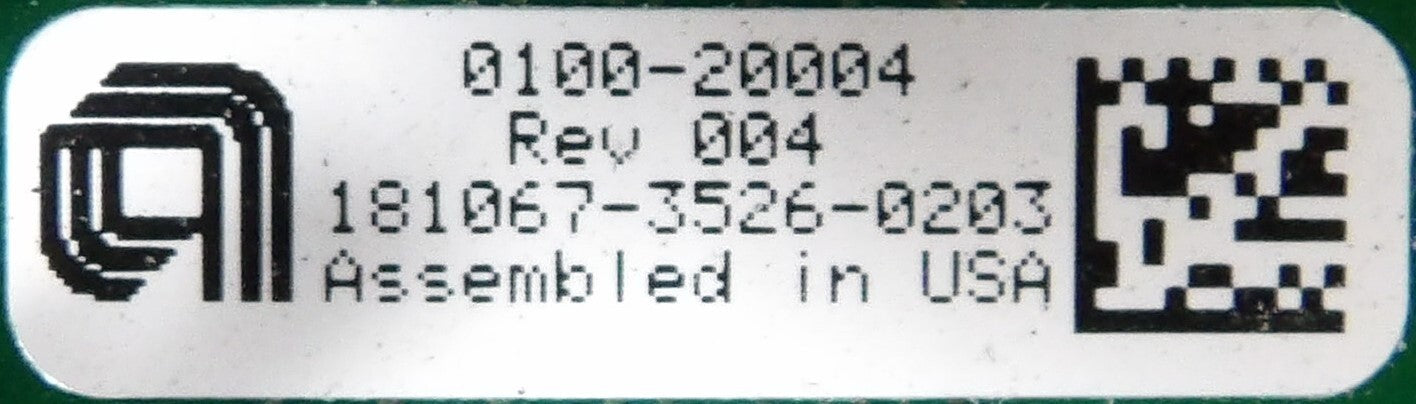 0100-20004
Rev 004
181067-3526-0203
Assembled in USA